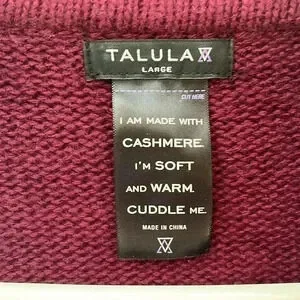 TALULA
LARGE
CUT HERE
I AM MADE WITH
CASHMERE.
I'M SOFT
AND WARM.
CUDDLE ME.
MADE IN CHINA